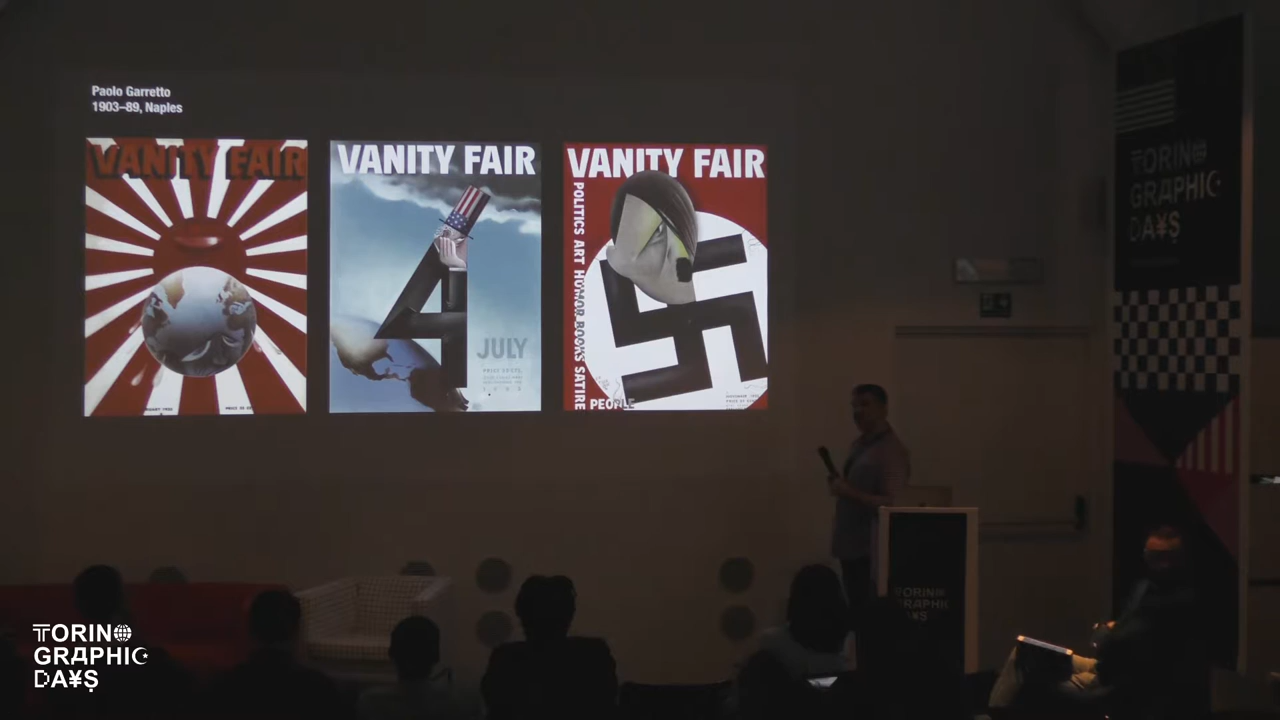 Paolo Garretto
1903–89, Naples
VANITY FAIR
VANITY FAIR
JULY
VANITY FAIR
POLITICS ART HUMOR BOOKS SATIRE
PEOPLE
TORINO
GRAPHIC
DA¥S
TORINO
GRAPHIC
DA¥S
TORINO
GRAPHIC
DA¥S